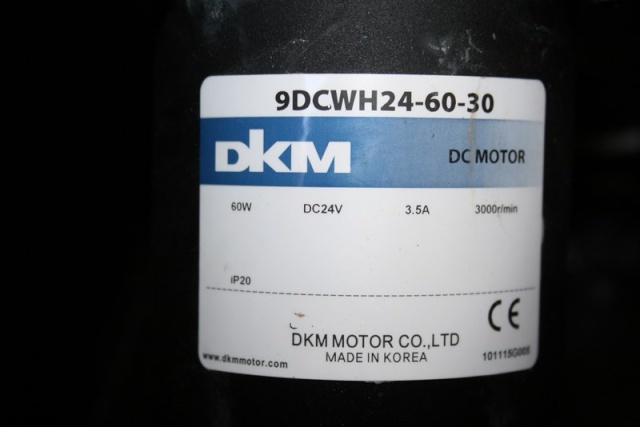 9DCWH24-60-30
DKM DC MOTOR
60W DC24V 3.5A 3000r/min
iP20
CE
DKM MOTOR CO.,LTD
www.dkmmotor.com MADE IN KOREA 101115G005